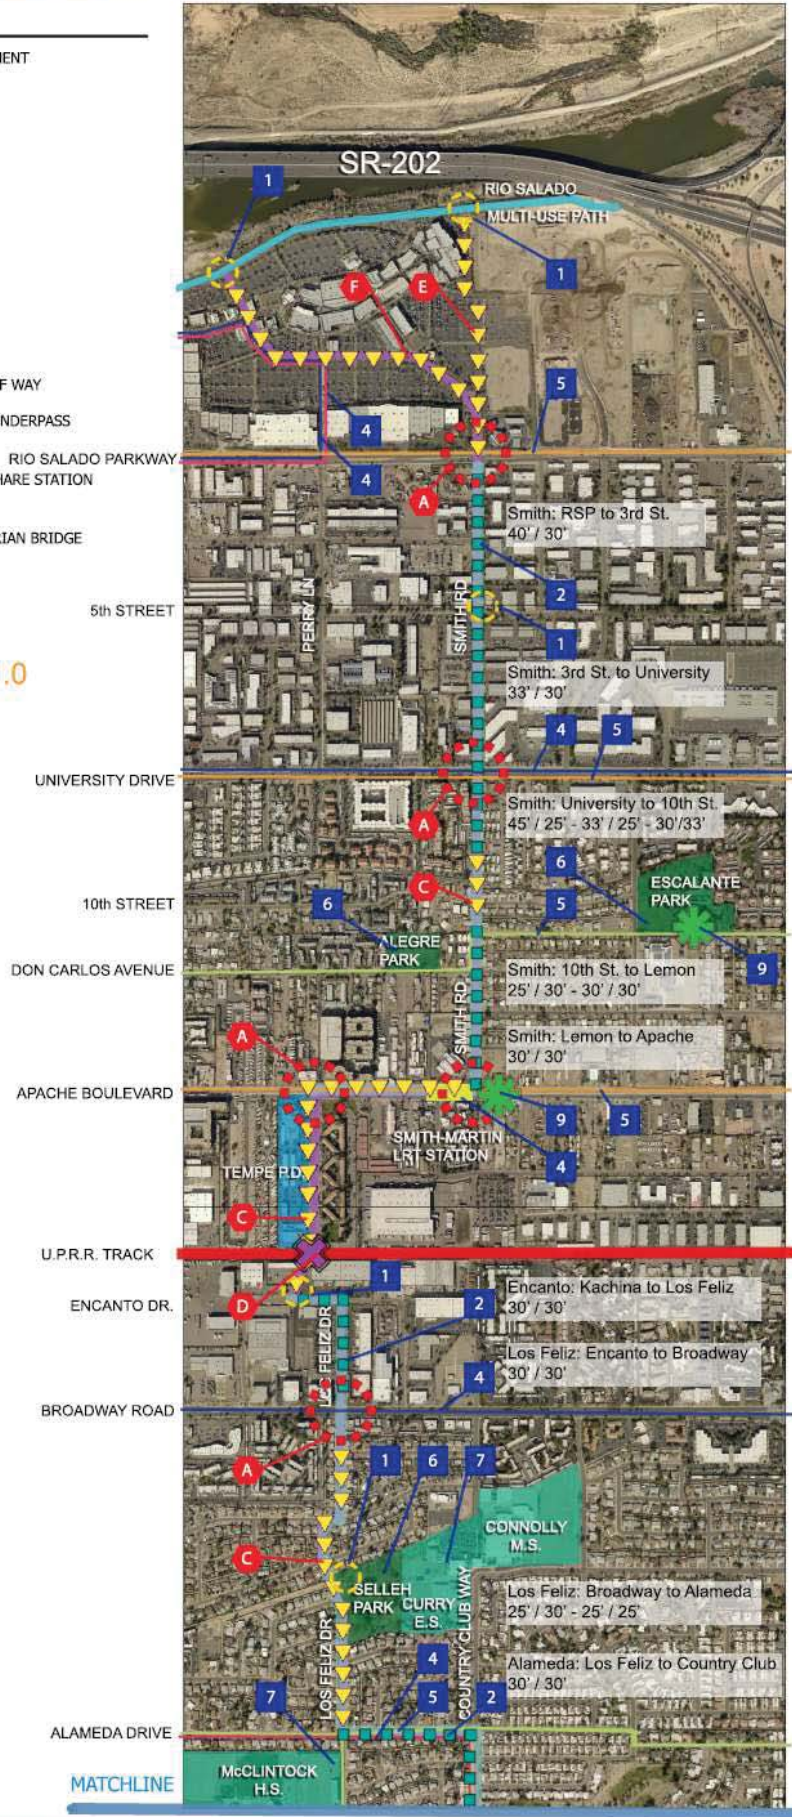 MENT
F WAY
NDERPASS
HARE STATION
IAN BRIDGE
.0
SR-202
1
RIO SALADO
MULTI-USE PATH
1
F
E
5
4
RIO SALADO PARKWAY
4
A
Smith: RSP to 3rd St.
40' / 30'
2
PERRY LN
SMITH RD
5th STREET
1
Smith: 3rd St. to University
33' / 30'
4
5
UNIVERSITY DRIVE
A
Smith: University to 10th St.
45' / 25' - 33' / 25' - 30'/33'
6
C
ESCALANTE
PARK
10th STREET
6
5
ALEGRE
PARK
9
DON CARLOS AVENUE
Smith: 10th St. to Lemon
25' / 30' - 30' / 30'
SMITH RD
A
Smith: Lemon to Apache
30' / 30'
APACHE BOULEVARD
9
5
SMITH-MARTIN
LRT STATION
4
TEMPE P.D.
C
U.P.R.R. TRACK
1
Encanto: Kachina to Los Feliz
30' / 30'
ENCANTO DR.
D
2
LOS FELIZ DR
Los Feliz: Encanto to Broadway
30' / 30'
4
BROADWAY ROAD
A
1
6
7
CONNOLLY
M.S.
C
SELLEH
PARK
CURRY
E.S.
COUNTRY CLUB WAY
Los Feliz: Broadway to Alameda
25' / 30' - 25' / 25'
LOS FELIZ DR
4
Alameda: Los Feliz to Country Club
30' / 30'
7
5
2
ALAMEDA DRIVE
McCLINTOCK
H.S.
MATCHLINE